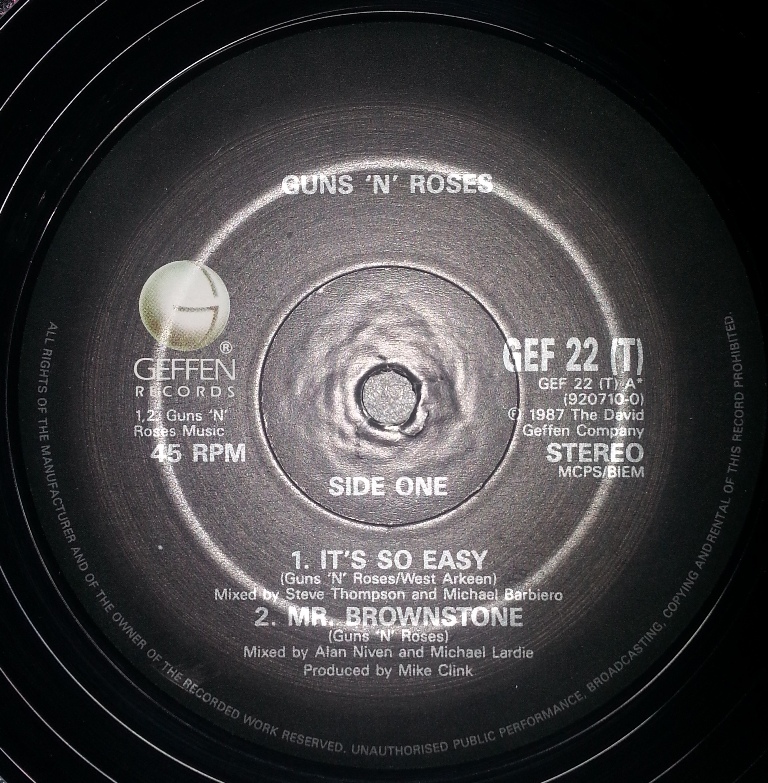 GUNS 'N' ROSES
GEFFEN®
RECORDS
1,2. Guns 'N'
Roses Music
45 RPM
GEF 22 (T)
GEF 22 (T) A*
(920710-0)
℗ 1987 The David
Geffen Company
STEREO
MCPS/BIEM
SIDE ONE
1. IT'S SO EASY
(Guns 'N' Roses/West Arkeen)
Mixed by Steve Thompson and Michael Barbiero
2. MR. BROWNSTONE
(Guns 'N' Roses)
Mixed by Alan Niven and Michael Lardie
Produced by Mike Clink
ALL RIGHTS OF THE MANUFACTURER AND OF THE OWNER OF THE RECORDED WORK RESERVED. UNAUTHORISED PUBLIC PERFORMANCE, BROADCASTING, COPYING ANDRENTAL OF THIS RECORD PROHIBITED.